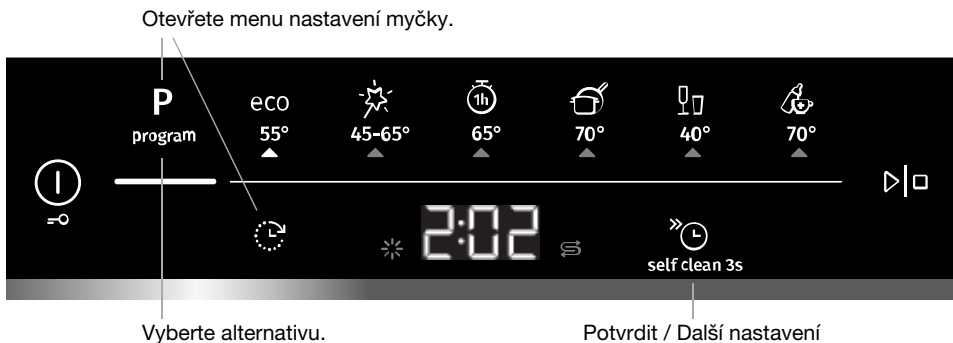 Otevřete menu nastavení myčky.
P
program
eco
55°
45-65°
1h
65°
70°
40°
70°
2:02
self clean 3s
Vyberte alternativu.
Potvrdit / Další nastavení